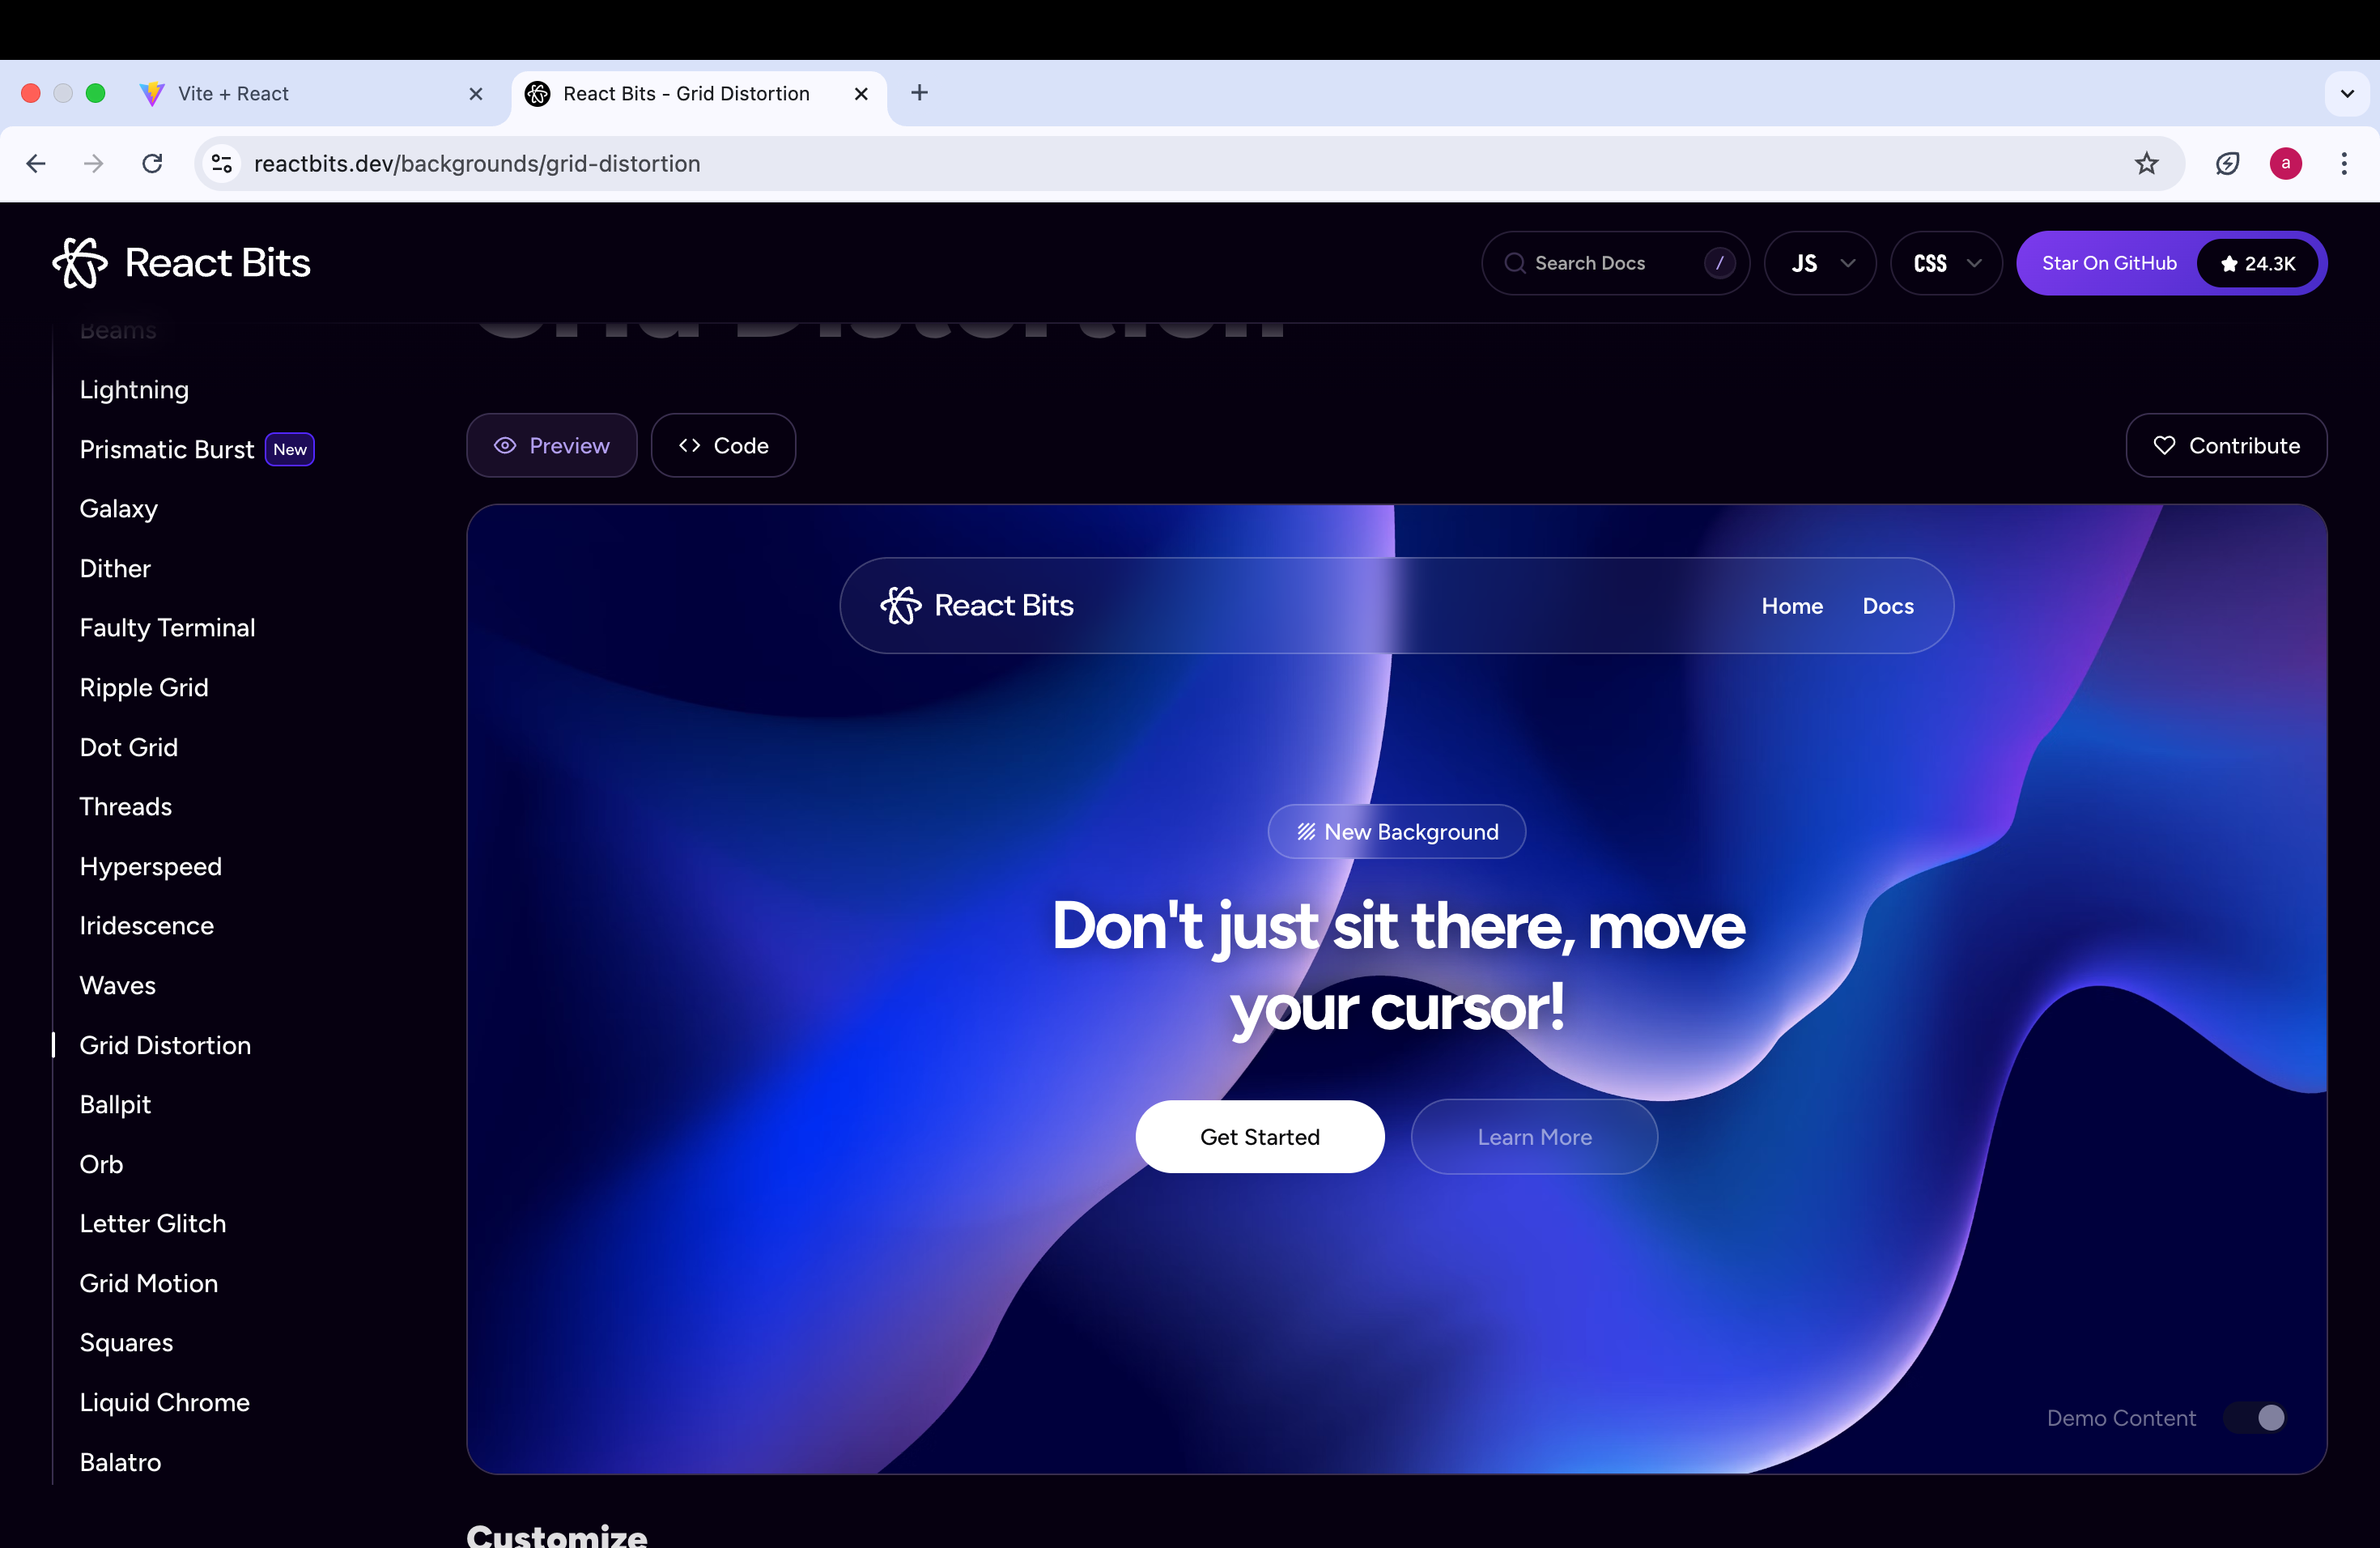 Vite + React
React Bits - Grid Distortion
reactbits.dev/backgrounds/grid-distortion
a
React Bits
Search Docs /
JS
CSS
Star On GitHub 24.3K
Beams
Grid Distortion
Lightning
Prismatic Burst New
Galaxy
Dither
Faulty Terminal
Ripple Grid
Dot Grid
Threads
Hyperspeed
Iridescence
Waves
Grid Distortion
Ballpit
Orb
Letter Glitch
Grid Motion
Squares
Liquid Chrome
Balatro
Preview
Code
Contribute
React Bits
Home
Docs
New Background
Don't just sit there, move
your cursor!
Get Started
Learn More
Demo Content
Customize